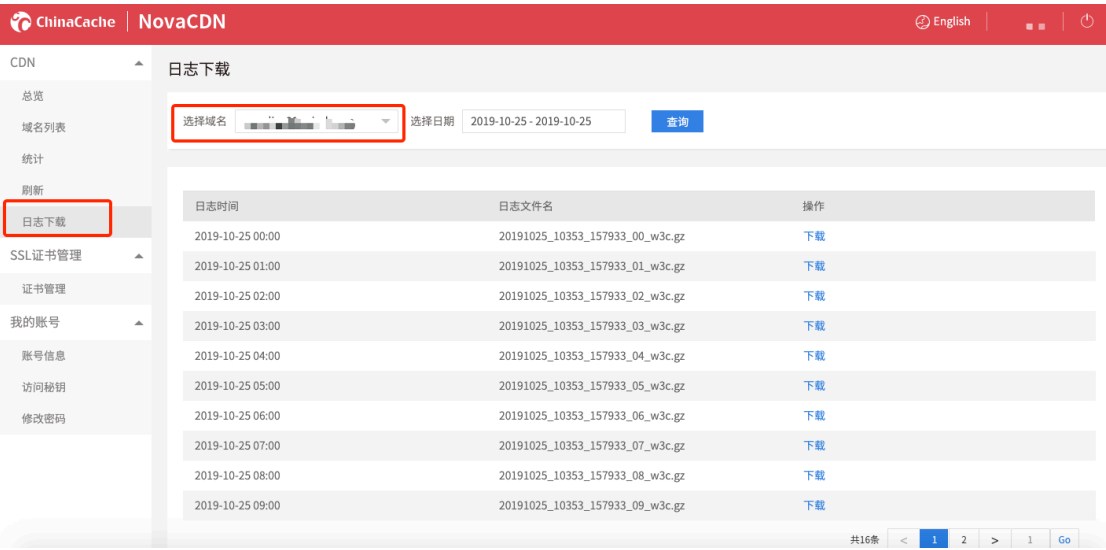 ChinaCache NovaCDN English
CDN
总览
域名列表
统计
刷新
日志下载
SSL证书管理
证书管理
我的账号
账号信息
访问秘钥
修改密码
日志下载
选择域名 选择日期 2019-10-25 - 2019-10-25 查询
日志时间 日志文件名 操作
2019-10-25 00:00 20191025_10353_157933_00_w3c.gz 下载
2019-10-25 01:00 20191025_10353_157933_01_w3c.gz 下载
2019-10-25 02:00 20191025_10353_157933_02_w3c.gz 下载
2019-10-25 03:00 20191025_10353_157933_03_w3c.gz 下载
2019-10-25 04:00 20191025_10353_157933_04_w3c.gz 下载
2019-10-25 05:00 20191025_10353_157933_05_w3c.gz 下载
2019-10-25 06:00 20191025_10353_157933_06_w3c.gz 下载
2019-10-25 07:00 20191025_10353_157933_07_w3c.gz 下载
2019-10-25 08:00 20191025_10353_157933_08_w3c.gz 下载
2019-10-25 09:00 20191025_10353_157933_09_w3c.gz 下载
共16条 < 1 2 > 1 Go